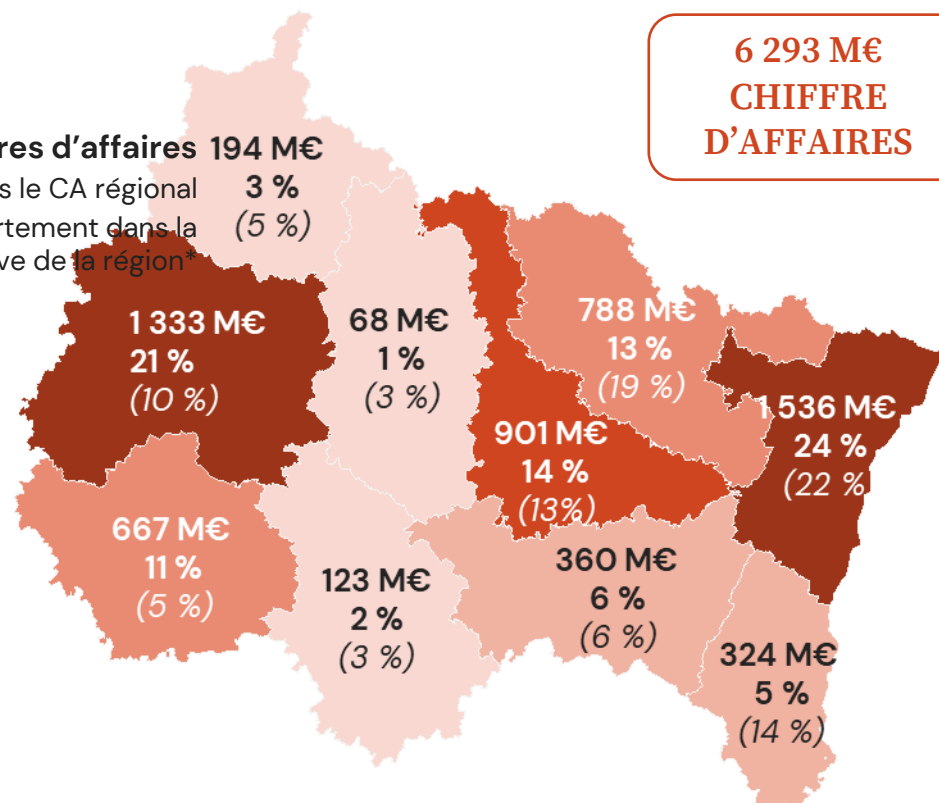 6 293 M€
CHIFFRE
D’AFFAIRES
res d’affaires
s le CA régional
rtement dans la
ve de la région*
194 M€
3 %
(5 %)
1 333 M€
21 %
(10 %)
68 M€
1 %
(3 %)
788 M€
13 %
(19 %)
1 536 M€
24 %
(22 %
901 M€
14 %
(13%)
667 M€
11 %
(5 %)
123 M€
2 %
(3 %)
360 M€
6 %
(6 %)
324 M€
5 %
(14 %)